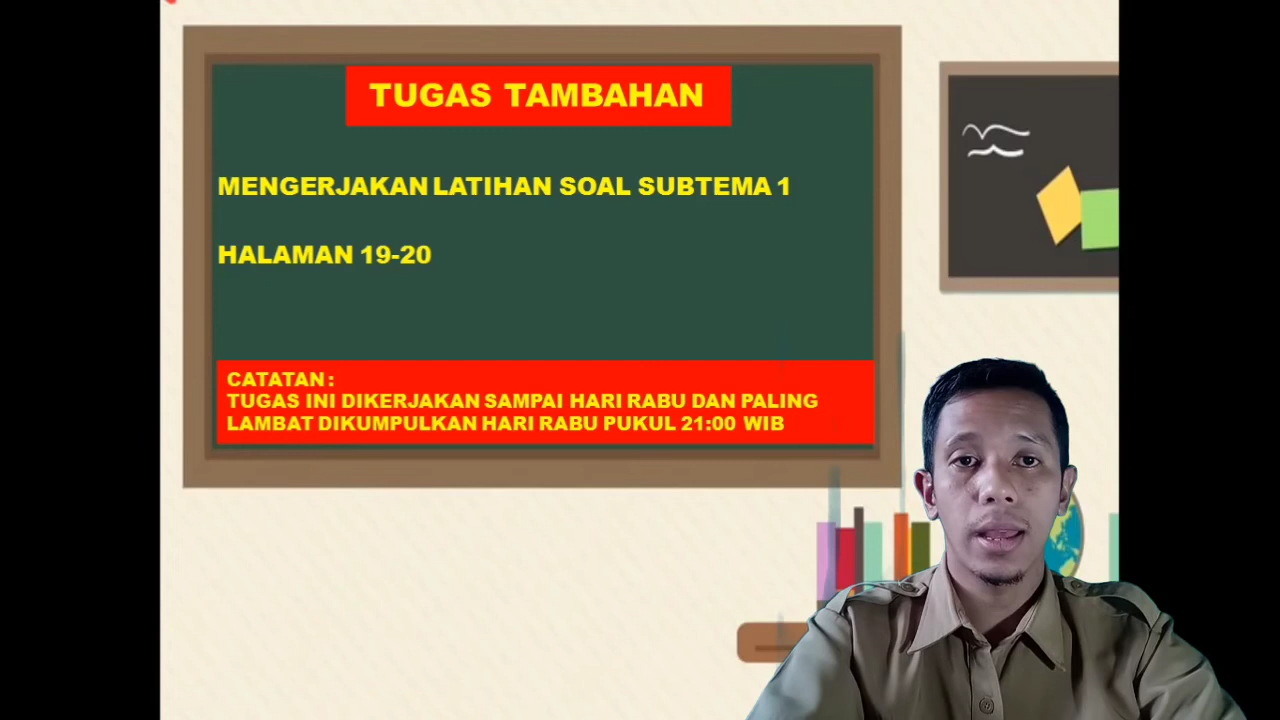 TUGAS TAMBAHAN
MENGERJAKAN LATIHAN SOAL SUBTEMA 1
HALAMAN 19-20
CATATAN :
TUGAS INI DIKERJAKAN SAMPAI HARI RABU DAN PALING
LAMBAT DIKUMPULKAN HARI RABU PUKUL 21:00 WIB